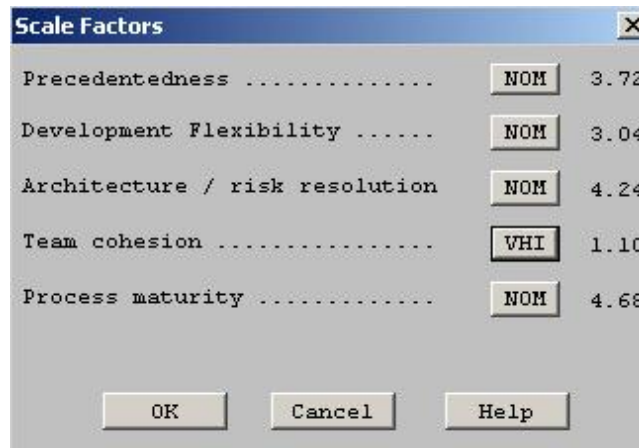 Scale Factors
Precedentedness .............. NOM 3.72
Development Flexibility ...... NOM 3.04
Architecture / risk resolution NOM 4.24
Team cohesion ................ VHI 1.10
Process maturity ............. NOM 4.68
OK Cancel Help